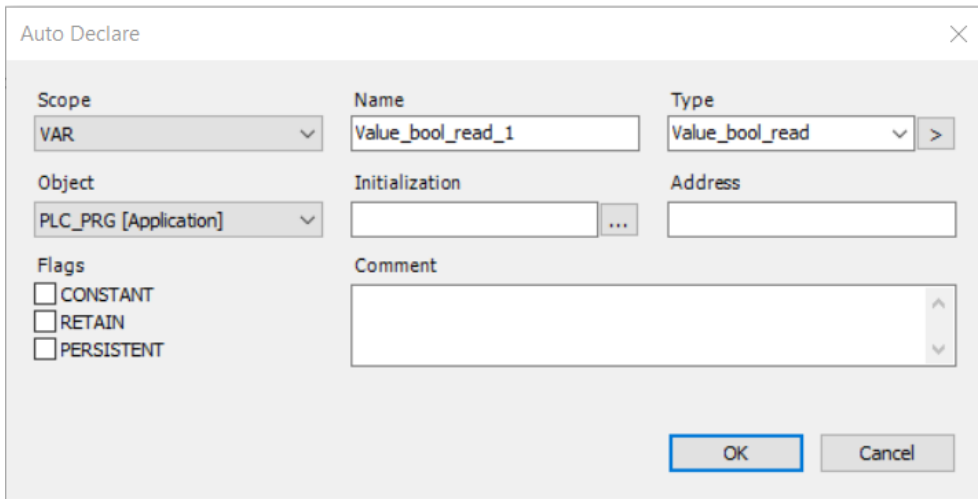 Auto Declare
Scope
Name
Type
VAR
Value_bool_read_1
Value_bool_read
>
Object
Initialization
Address
PLC_PRG [Application]
...
Flags
Comment
CONSTANT
RETAIN
PERSISTENT
OK
Cancel